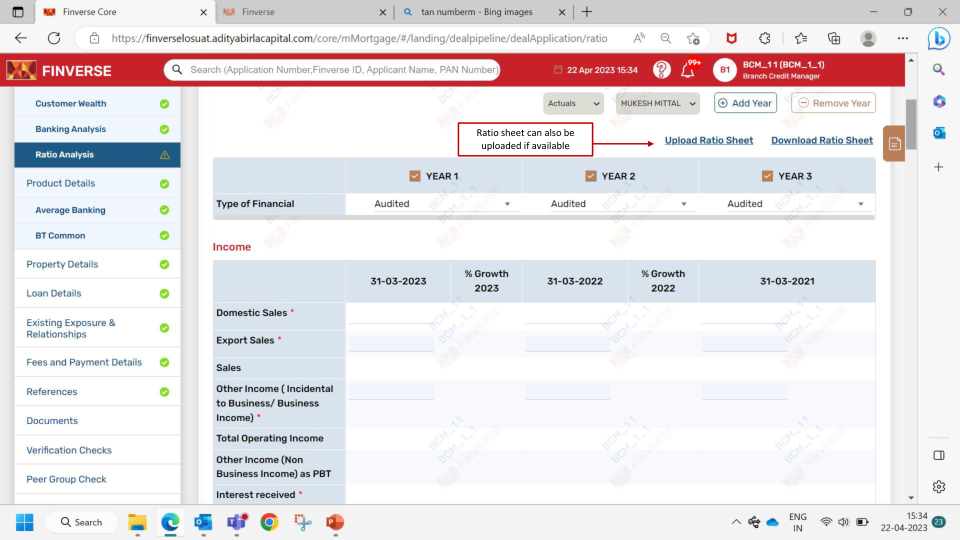 Finverse Core
Finverse
tan numberm - Bing images
https://finverselosuat.adityabirlacapital.com/core/mMortgage/#/landing/dealpipeline/dealApplication/ratio
FINVERSE
Search (Application Number,Finverse ID, Applicant Name, PAN Number)
22 Apr 2023 15:34
99+
B1
BCM_1 1 (BCM_1_1)
Branch Credit Manager
Customer Wealth
Banking Analysis
Ratio Analysis
Product Details
Average Banking
BT Common
Property Details
Loan Details
Existing Exposure &
Relationships
Fees and Payment Details
References
Documents
Verification Checks
Peer Group Check
Actuals
MUKESH MITTAL
Add Year
Remove Year
Ratio sheet can also be
uploaded if available
Upload Ratio Sheet
Download Ratio Sheet
YEAR 1
YEAR 2
YEAR 3
Type of Financial
Audited
Audited
Audited
Income
31-03-2023
% Growth
2023
31-03-2022
% Growth
2022
31-03-2021
Domestic Sales *
Export Sales *
Sales
Other Income ( Incidental
to Business/ Business
Income) *
Total Operating Income
Other Income (Non
Business Income) as PBT
Interest received *
Search
ENG
IN
15:34
22-04-2023
23